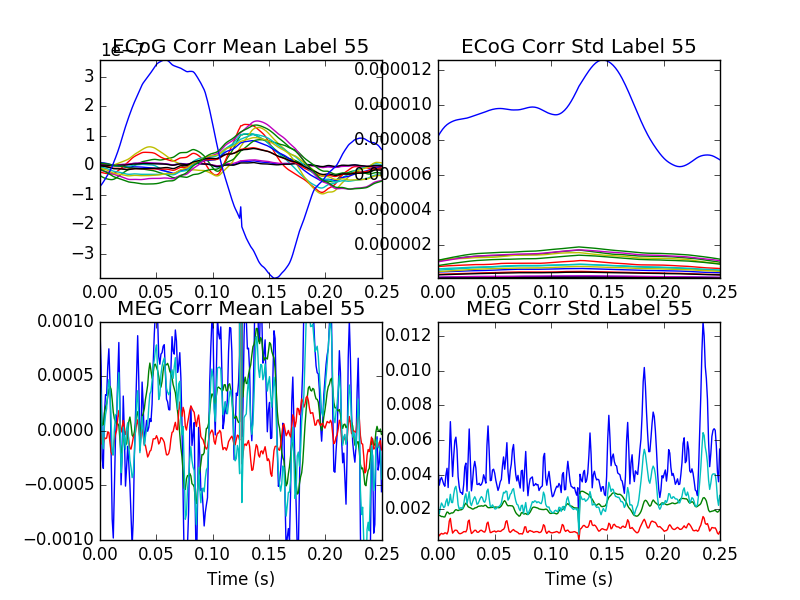 1e−7
ECoG Corr Mean Label 55
3
2
1
0
−1
−2
−3
0.00 0.05 0.10 0.15 0.20 0.25
ECoG Corr Std Label 55
0.000012
0.000010
0.000008
0.000006
0.000004
0.000002
0.00 0.05 0.10 0.15 0.20 0.25
MEG Corr Mean Label 55
0.0010
0.0005
0.0000
−0.0005
−0.0010
0.00 0.05 0.10 0.15 0.20 0.25
Time (s)
MEG Corr Std Label 55
0.012
0.010
0.008
0.006
0.004
0.002
0.00 0.05 0.10 0.15 0.20 0.25
Time (s)